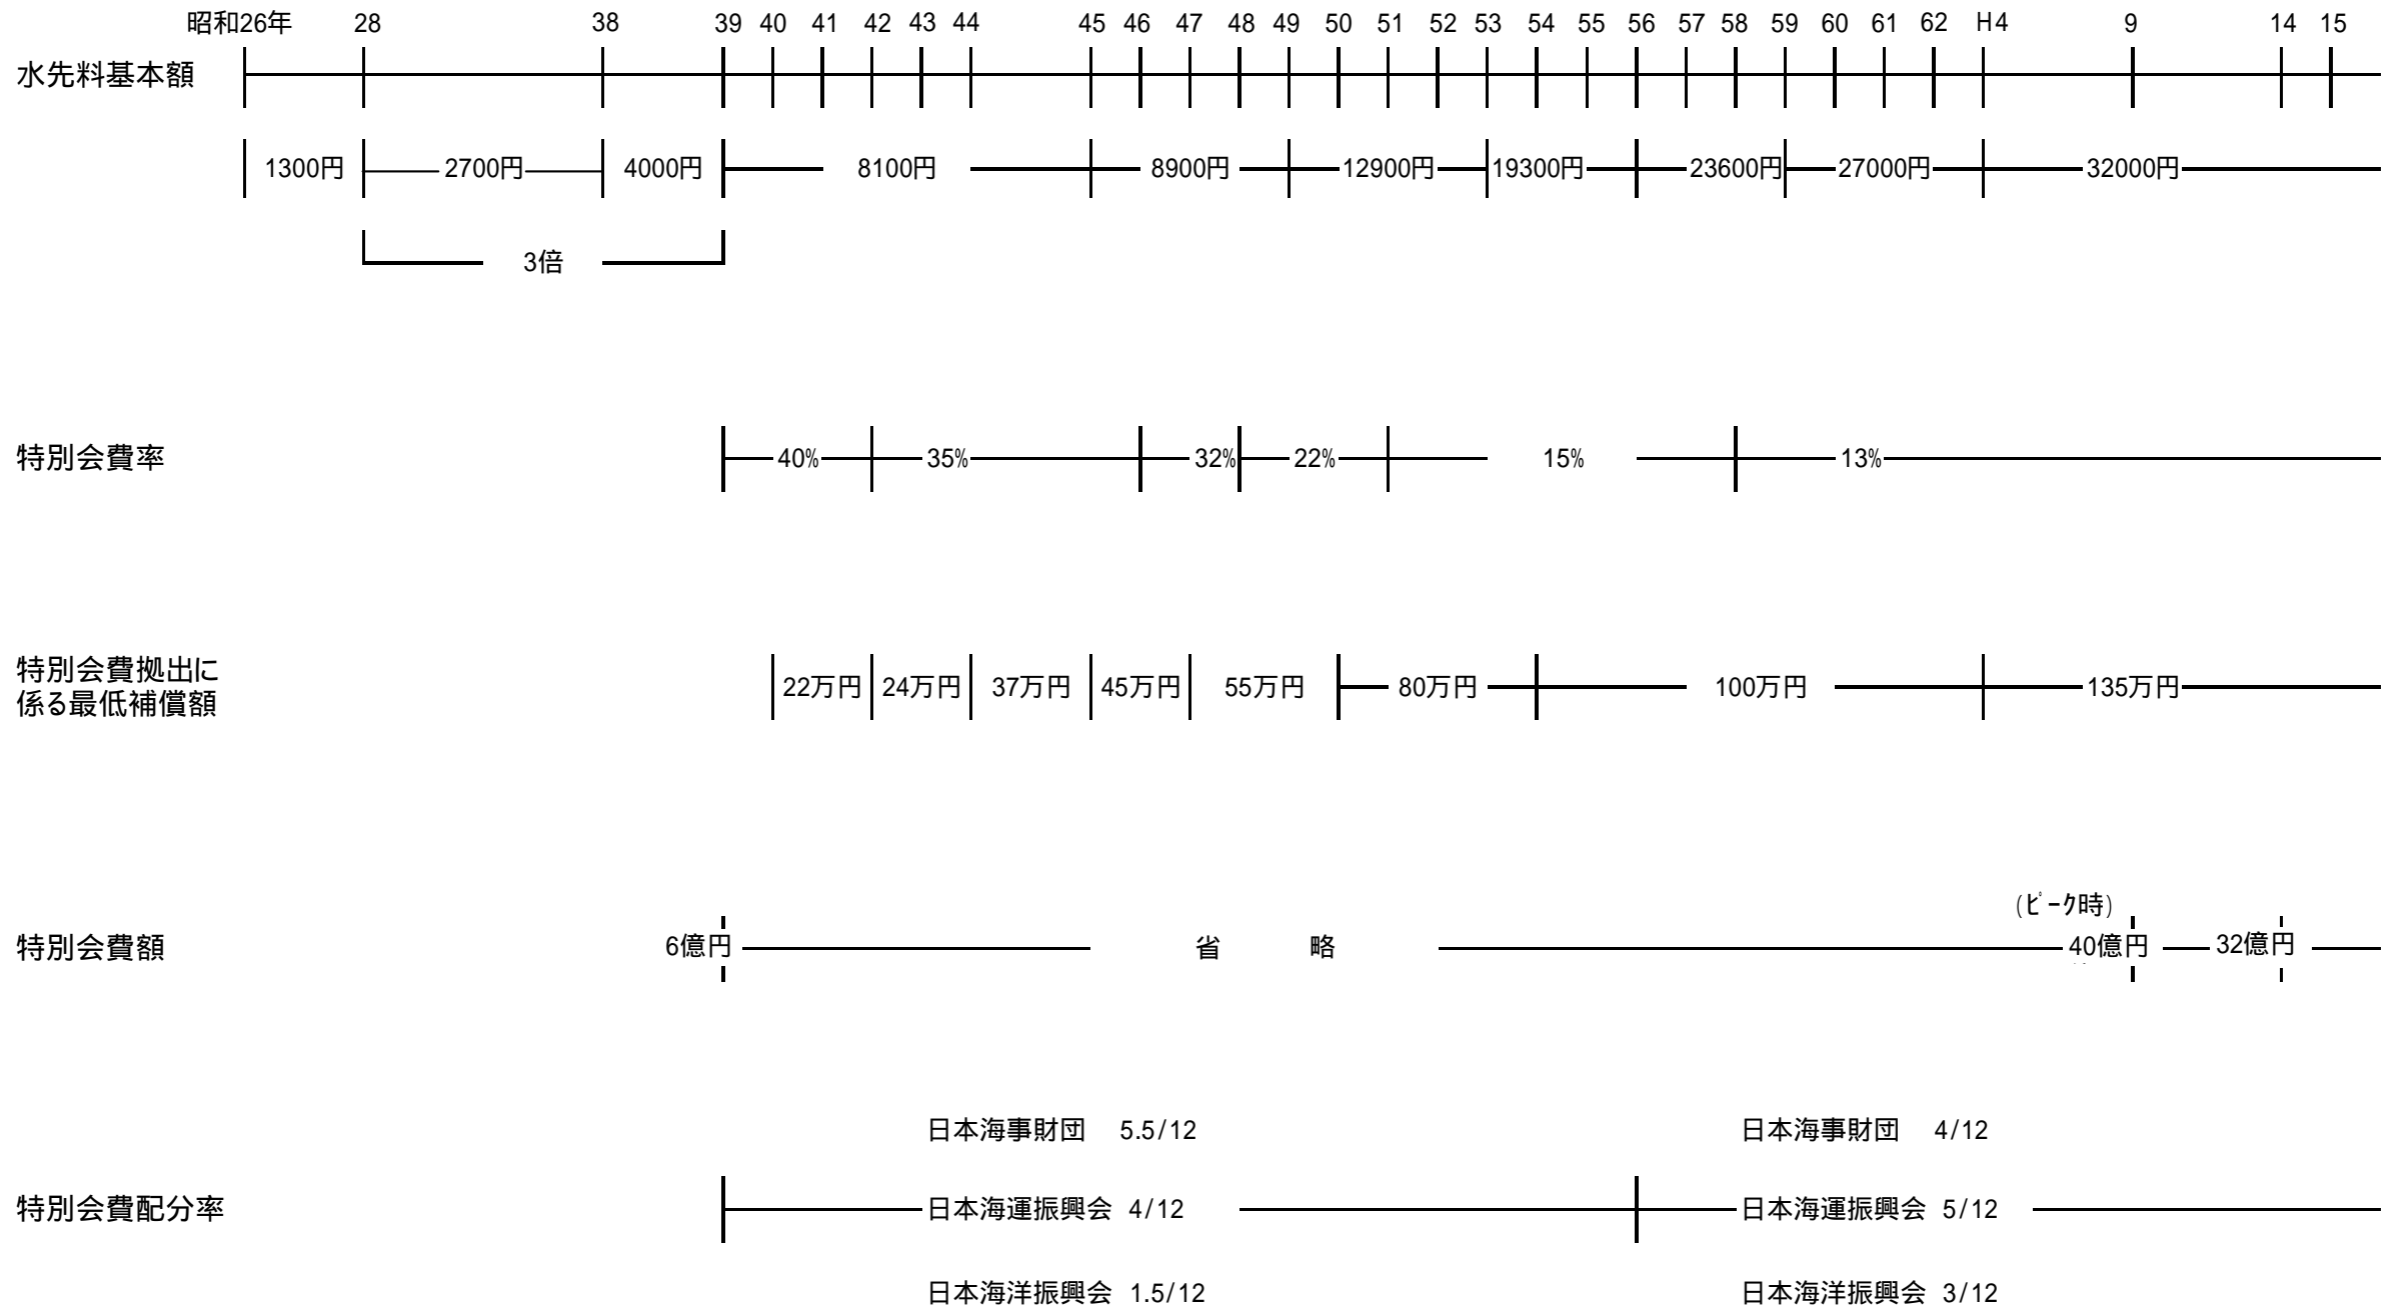 昭和26年 28 38 39 40 41 42 43 44 45 46 47 48 49 50 51 52 53 54 55 56 57 58 59 60 61 62 H4 9 14 15
水先料基本額
1300円 2700円 4000円 8100円 8900円 12900円 19300円 23600円 27000円 32000円
3倍
特別会費率 40% 35% 32% 22% 15% 13%
特別会費拠出に
係る最低補償額
22万円 24万円 37万円 45万円 55万円 80万円 100万円 135万円
(ピーク時)
特別会費額 6億円 省 略 40億円 32億円
日本海事財団 5.5/12 日本海事財団 4/12
特別会費配分率 日本海運振興会 4/12 日本海運振興会 5/12
日本海洋振興会 1.5/12 日本海洋振興会 3/12